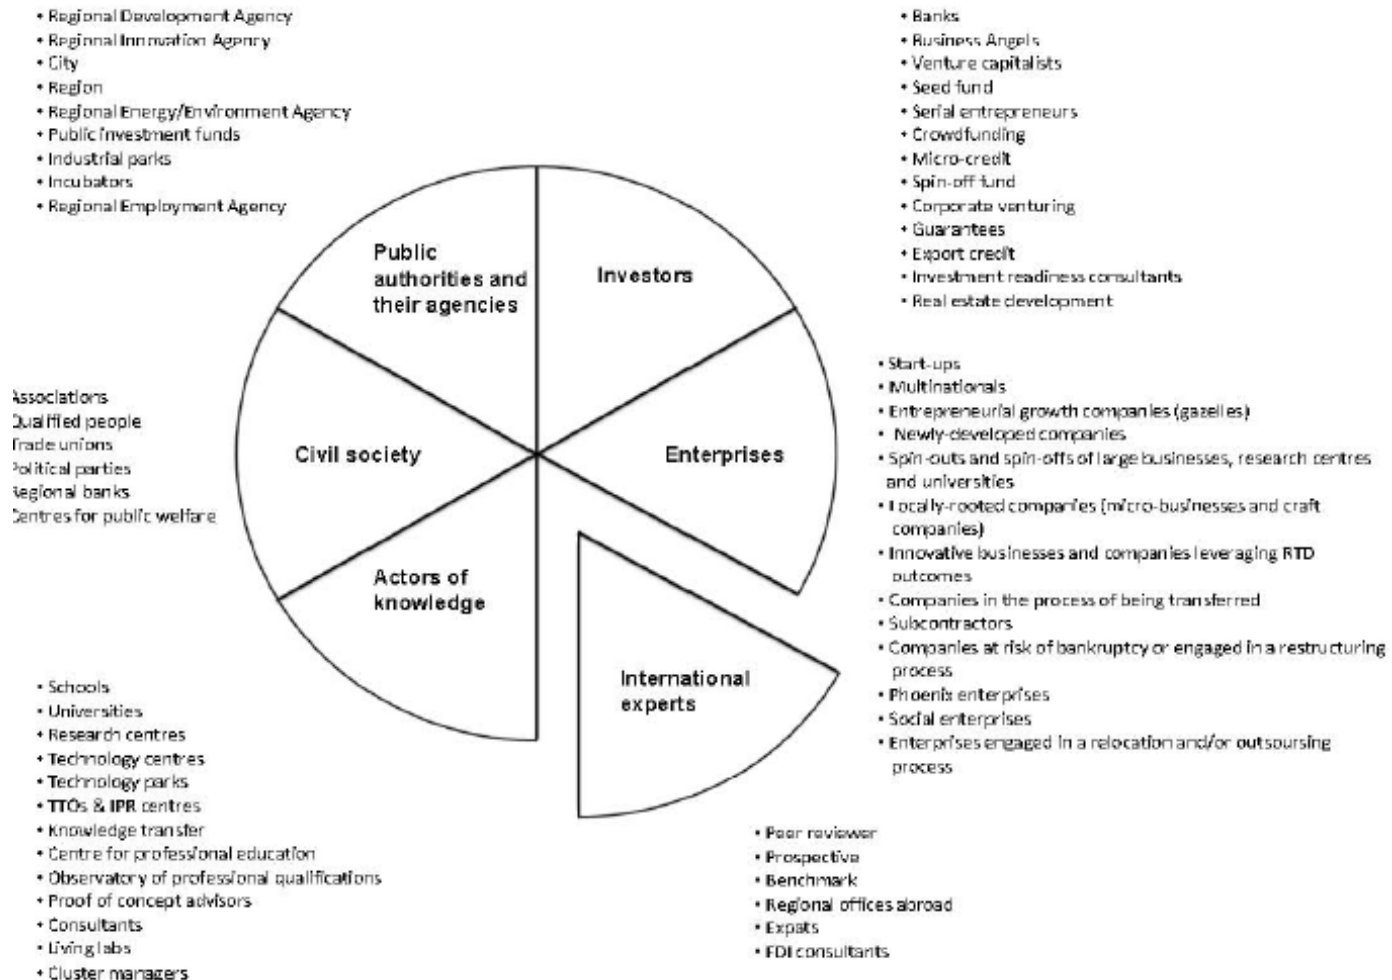 • Regional Development Agency
• Regional Innovation Agency
• City
• Region
• Regional Energy/Environment Agency
• Public investment funds
• Industrial parks
• Incubators
• Regional Employment Agency
• Banks
• Business Angels
• Venture capitalists
• Seed fund
• Serial entrepreneurs
• Crowdfunding
• Micro-credit
• Spin-off fund
• Corporate venturing
• Guarantees
• Export credit
• Investment readiness consultants
• Real estate development
Public
authorities and
their agencies
Investors
Civil society
Enterprises
Actors of
knowledge
International
experts
Associations
Qualified people
Trade unions
Political parties
Regional banks
Centres for public welfare
• Start-ups
• Multinationals
• Entrepreneurial growth companies (gazelles)
• Newly-developed companies
• Spin-outs and spin-offs of large businesses, research centres
and universities
• Locally-rooted companies (micro-businesses and craft
companies)
• Innovative businesses and companies leveraging RTD
outcomes
• Companies in the process of being transferred
• Subcontractors
• Companies at risk of bankruptcy or engaged in a restructuring
process
• Phoenix enterprises
• Social enterprises
• Enterprises engaged in a relocation and/or outsoursing
process
• Schools
• Universities
• Research centres
• Technology centres
• Technology parks
• TTOs & IPR centres
• Knowledge transfer
• Centre for professional education
• Observatory of professional qualifications
• Proof of concept advisors
• Consultants
• Living labs
• Cluster managers
• Peer reviewer
• Prospective
• Benchmark
• Regional offices abroad
• Expats
• FDI consultants